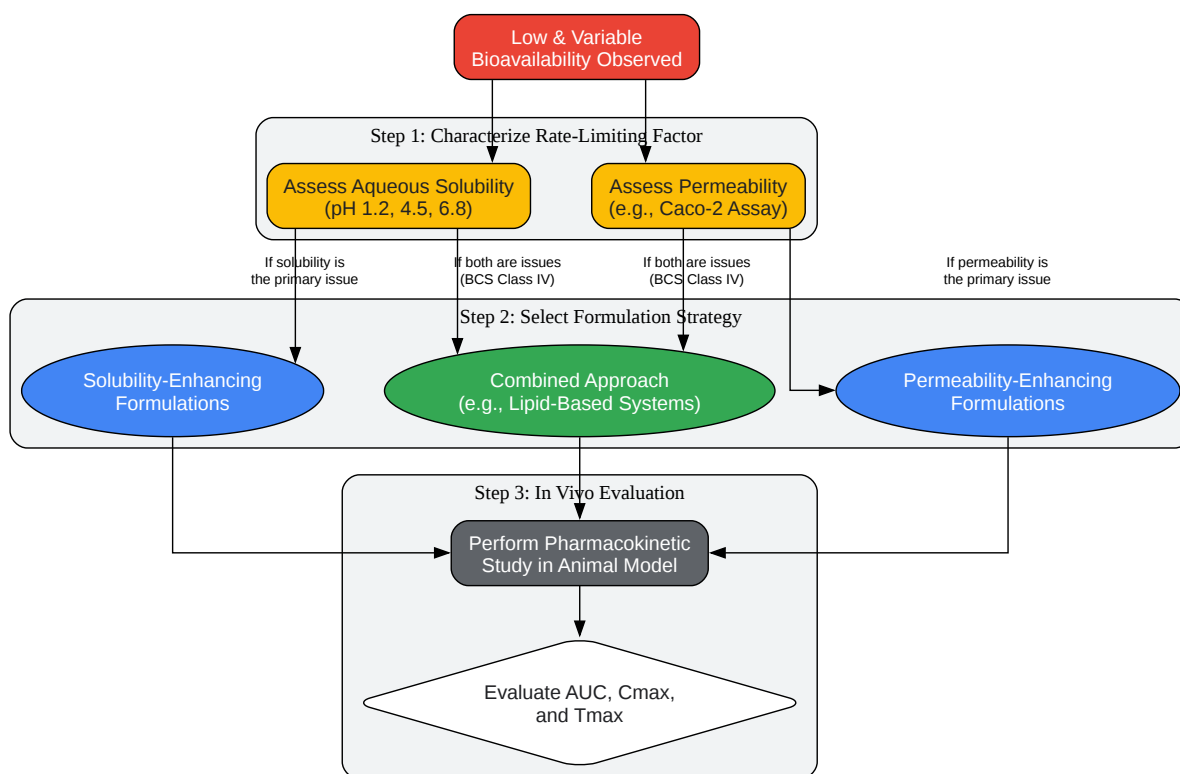 Low & Variable
Bioavailability Observed
Step 1: Characterize Rate-Limiting Factor
Assess Aqueous Solubility
(pH 1.2, 4.5, 6.8)
Assess Permeability
(e.g., Caco-2 Assay)
If solubility is
the primary issue
If both are issues
(BCS Class IV)
If both are issues
(BCS Class IV)
If permeability is
the primary issue
Step 2: Select Formulation Strategy
Solubility-Enhancing
Formulations
Combined Approach
(e.g., Lipid-Based Systems)
Permeability-Enhancing
Formulations
Step 3: In Vivo Evaluation
Perform Pharmacokinetic
Study in Animal Model
Evaluate AUC, Cmax,
and Tmax